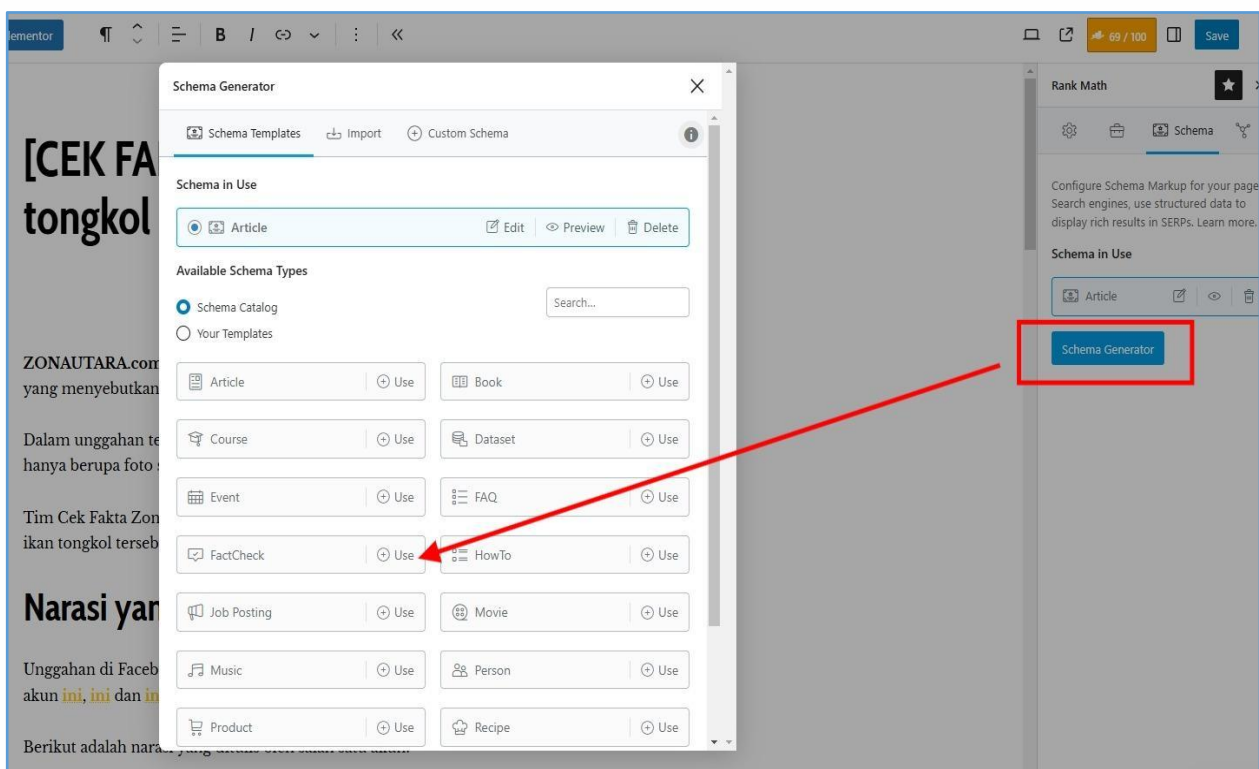 lementor
B I
69 / 100
Save
Schema Generator
Schema Templates Import Custom Schema
Schema in Use
Article Edit Preview Delete
Available Schema Types
Schema Catalog
Search...
Your Templates
Article Use Book Use
Course Use Dataset Use
Event Use FAQ Use
FactCheck Use HowTo Use
Job Posting Use Movie Use
Music Use Person Use
Product Use Recipe Use
[CEK FA
tongkol
ZONAUTARA.com
yang menyebutkan
Dalam unggahan te
hanya berupa foto
Tim Cek Fakta Zon
ikan tongkol terseb
Narasi yan
Unggahan di Faceb
akun ini, ini dan in
Berikut adalah nara
Rank Math
Schema
Configure Schema Markup for your page
Search engines, use structured data to
display rich results in SERPs. Learn more.
Schema in Use
Article
Schema Generator